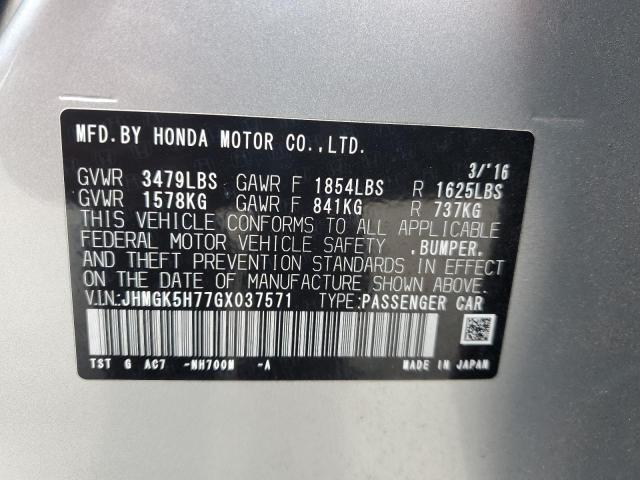 MFD.BY HONDA MOTOR CO.,LTD.
3/'16
GVWR 3479LBS GAWR F 1854LBS R 1625LBS
GVWR 1578KG GAWR F 841KG R 737KG
THIS VEHICLE CONFORMS TO ALL APPLICABLE
FEDERAL MOTOR VEHICLE SAFETY ,BUMPER,
AND THEFT PREVENTION STANDARDS IN EFFECT
ON THE DATE OF MANUFACTURE SHOWN ABOVE.
V.I.N.:JHMGK5H77GX037571 TYPE:PASSENGER CAR
TST G AC7 -NH700M -A MADE IN JAPAN